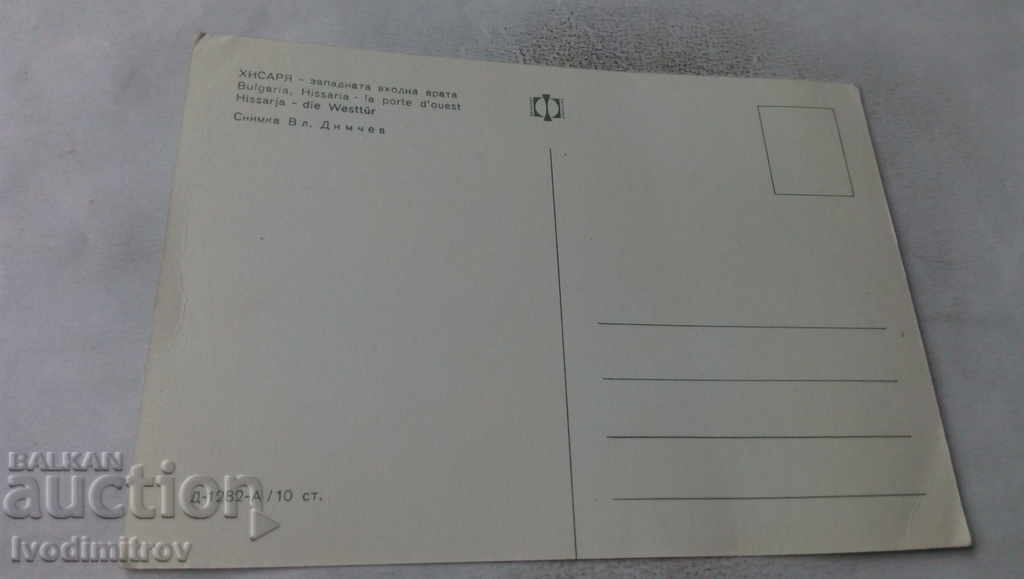 ХИСАРЯ - западната входна врата
Bulgaria, Hissaria - la porte d'ouest
Hissarja - die Westtür
Снимка Вл. Димчев
Д-1282-А/10 ст.
BALKAN
auction
Ivodimitrov